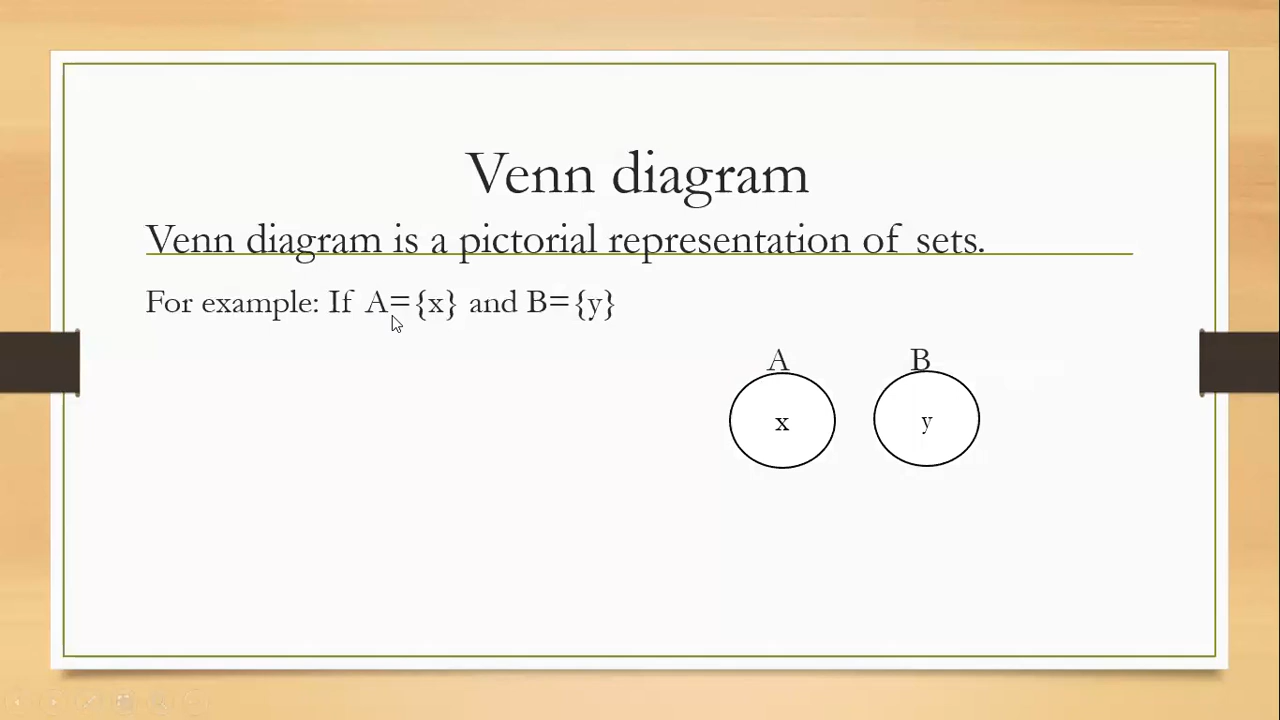 Venn diagram
Venn diagram is a pictorial representation of sets.
For example: If A={x} and B={y}
A B
x y